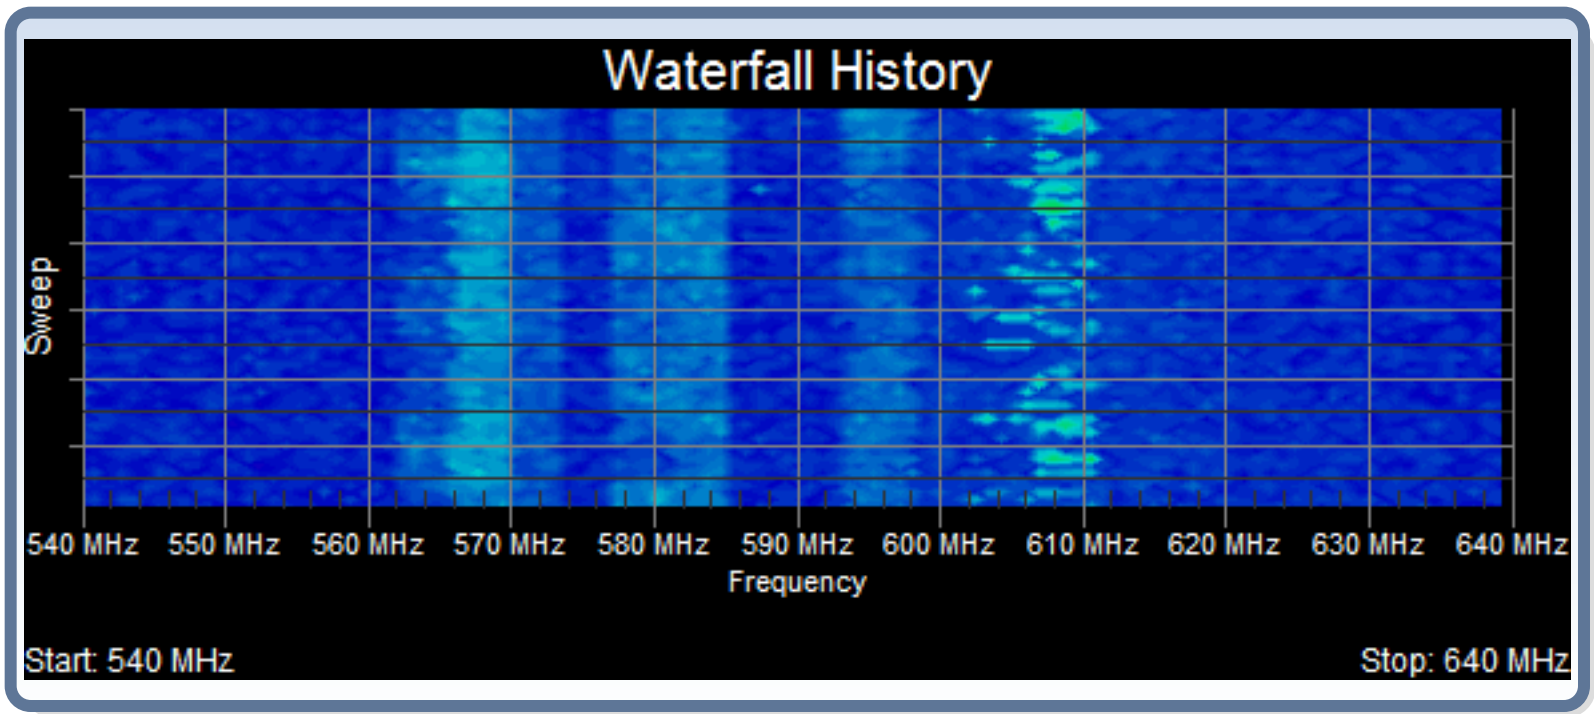 Waterfall History
Sweep
540 MHz 550 MHz 560 MHz 570 MHz 580 MHz 590 MHz 600 MHz 610 MHz 620 MHz 630 MHz 640 MHz
Frequency
Start: 540 MHz Stop: 640 MHz